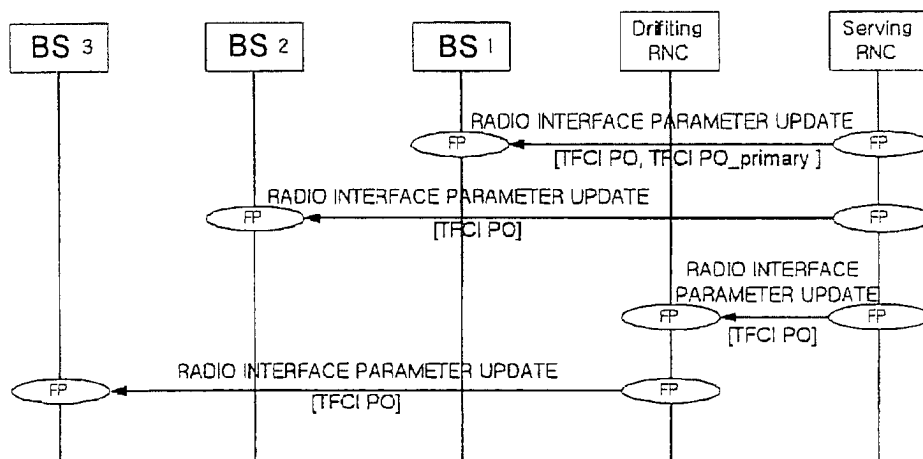 BS 3
BS 2
BS 1
Drifiting
RNC
Serving
RNC
RADIO INTERFACE PARAMETER UPDATE
FP
FP
[TFCI PO, TFCI PO_primary ]
RADIO INTERFACE PARAMETER UPDATE
FP
FP
[TFCI PO]
RADIO INTERFACE
PARAMETER UPDATE
FP
FP
[TFCI PO]
RADIO INTERFACE PARAMETER UPDATE
FP
FP
[TFCI PO]